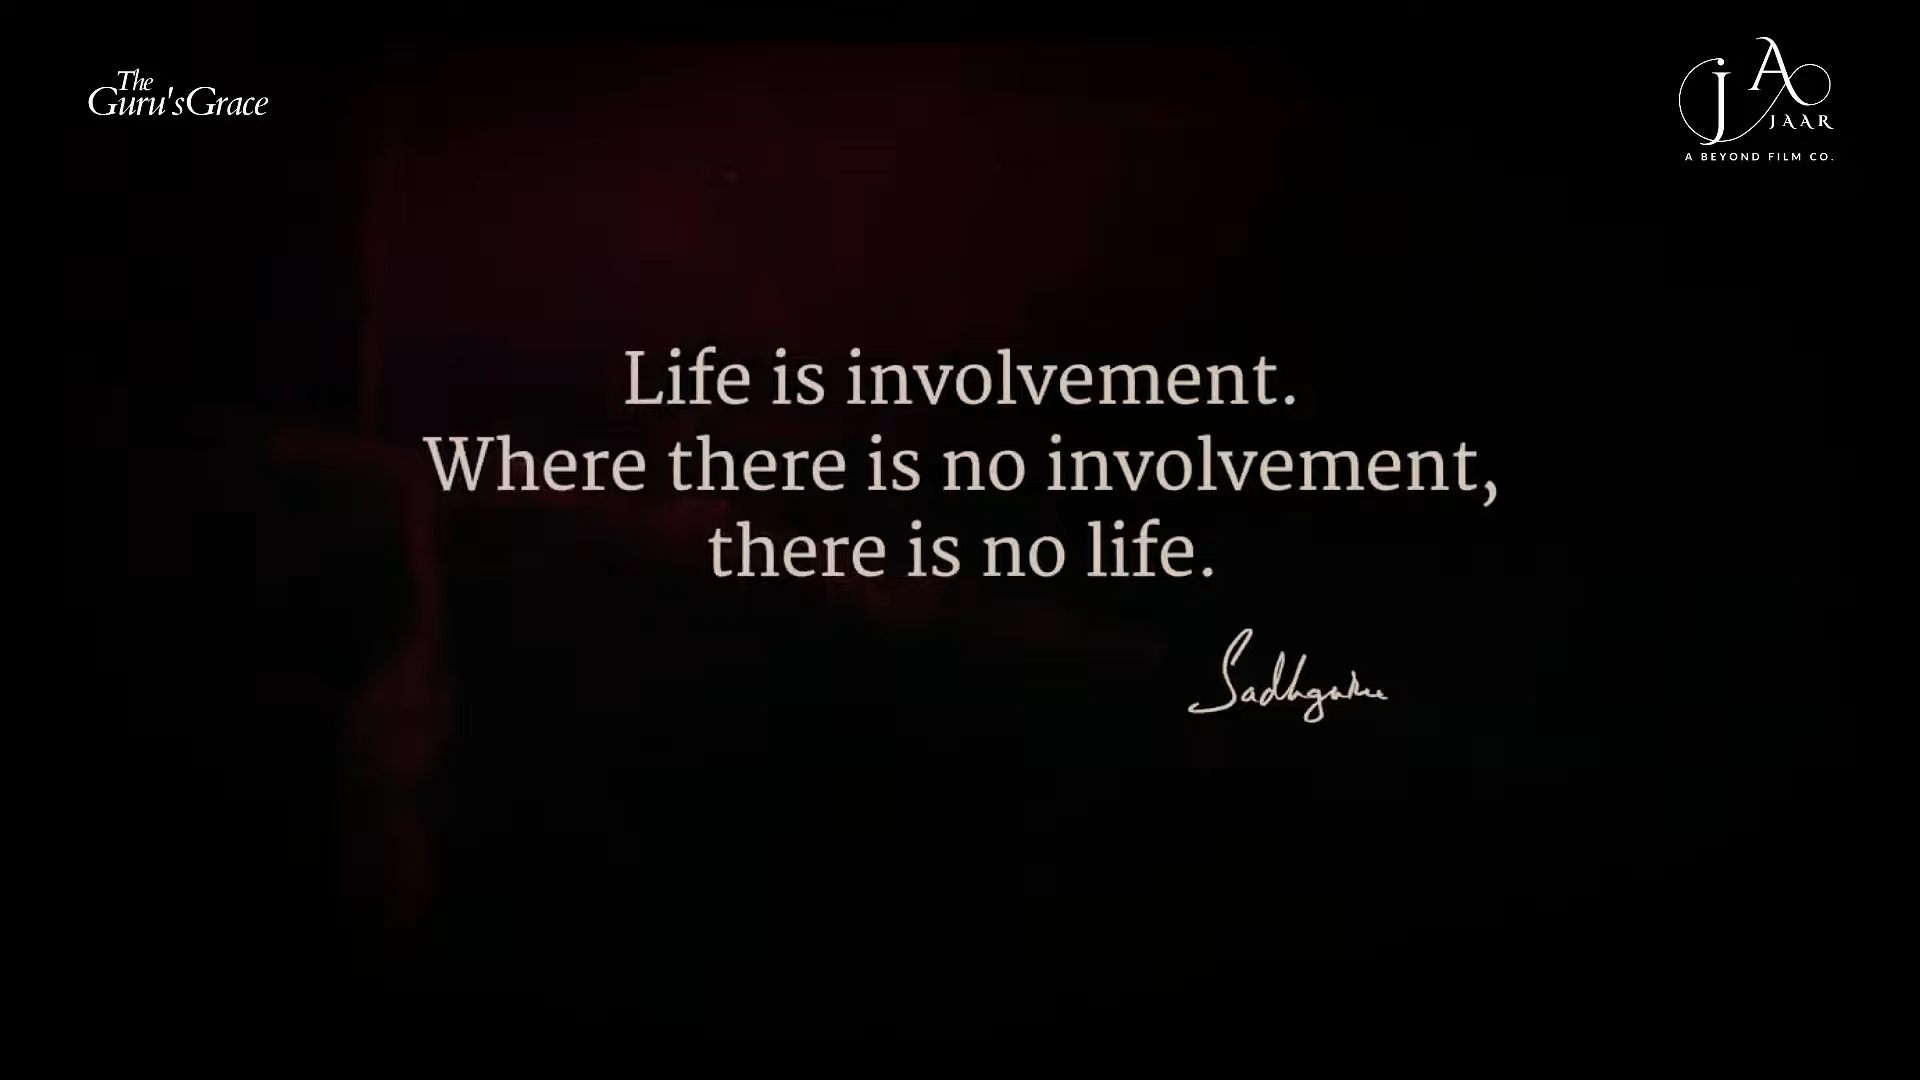 The
Guru'sGrace
JA
JAAR
A BEYOND FILM CO.
Life is involvement.
Where there is no involvement,
there is no life.
Sadhguru